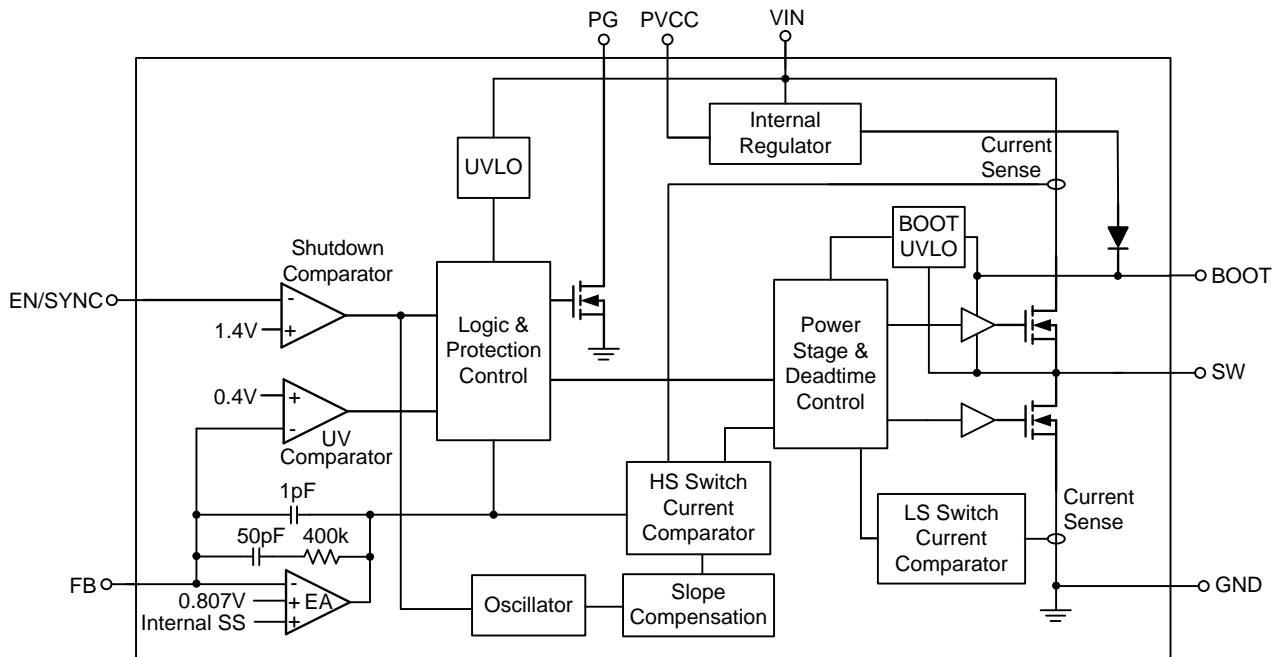 PG
PVCC
VIN
Internal
Regulator
Current
Sense
UVLO
BOOT
UVLO
Shutdown
Comparator
BOOT
EN/SYNC
-
1.4V
+
Logic &
Protection
Control
Power
Stage &
Deadtime
Control
SW
0.4V
+
-
UV
Comparator
1pF
HS Switch
Current
Comparator
LS Switch
Current
Comparator
Current
Sense
50pF
400k
FB
-
0.807V
+
EA
Internal SS
+
Oscillator
Slope
Compensation
GND